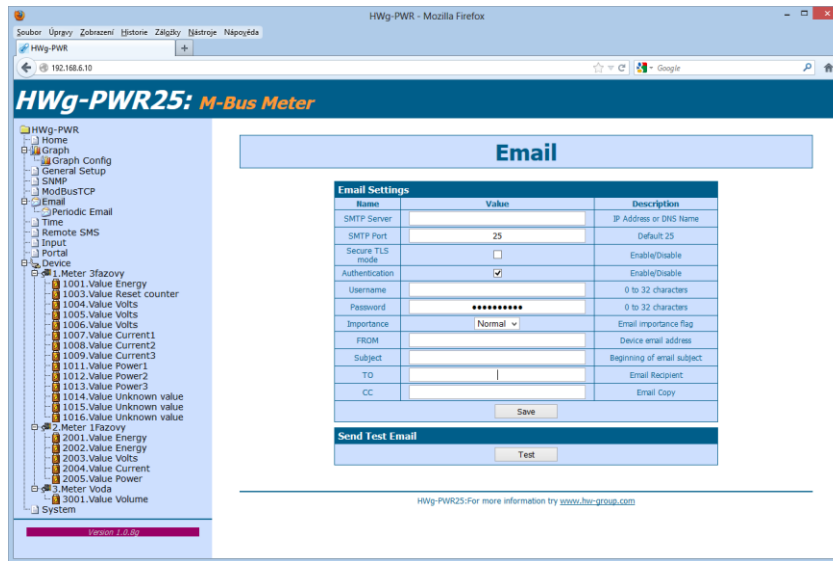 HWg-PWR - Mozilla Firefox
Soubor Úpravy Zobrazení Historie Záložky Nástroje Nápověda
HWg-PWR
192.168.6.10
Google
HWg-PWR25: M-Bus Meter
HWg-PWR
Home
Graph
Graph Config
General Setup
SNMP
ModBusTCP
Email
Periodic Email
Time
Remote SMS
Input
Portal
Device
1.Meter 3fazovy
1001.Value Energy
1003.Value Reset counter
1004.Value Volts
1005.Value Volts
1006.Value Volts
1007.Value Current1
1008.Value Current2
1009.Value Current3
1011.Value Power1
1012.Value Power2
1013.Value Power3
1014.Value Unknown value
1015.Value Unknown value
1016.Value Unknown value
2.Meter 1Fazovy
2001.Value Energy
2002.Value Energy
2003.Value Volts
2004.Value Current
2005.Value Power
3.Meter Voda
3001.Value Volume
System
Version 1.0.8g
Email
Email Settings
Name Value Description
SMTP Server IP Address or DNS Name
SMTP Port 25 Default 25
Secure TLS
mode Enable/Disable
Authentication Enable/Disable
Username 0 to 32 characters
Password ●●●●●●●●●● 0 to 32 characters
Importance Normal Email importance flag
FROM Device email address
Subject Beginning of email subject
TO Email Recipient
CC Email Copy
Save
Send Test Email
Test
HWg-PWR25:For more information try www.hw-group.com